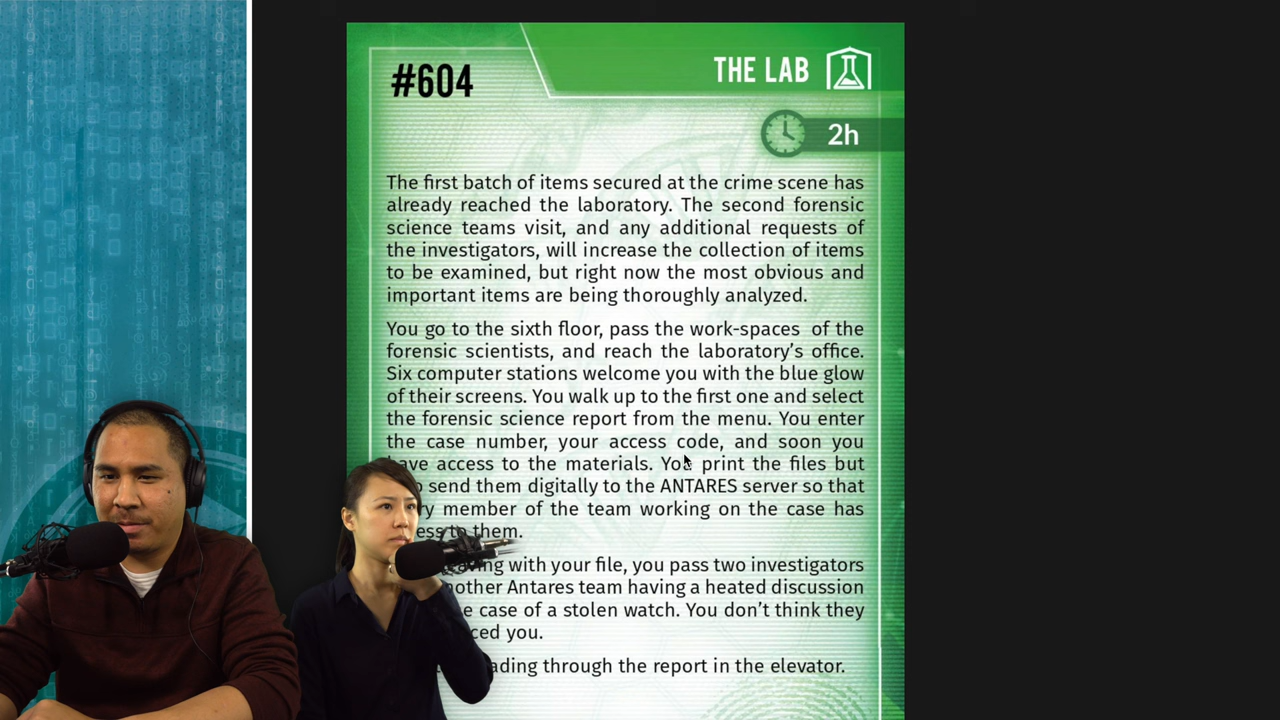 #604
THE LAB
2h
The first batch of items secured at the crime scene has
already reached the laboratory. The second forensic
science teams visit, and any additional requests of
the investigators, will increase the collection of items
to be examined, but right now the most obvious and
important items are being thoroughly analyzed.
You go to the sixth floor, pass the work-spaces of the
forensic scientists, and reach the laboratory's office.
Six computer stations welcome you with the blue glow
of their screens. You walk up to the first one and select
the forensic science report from the menu. You enter
the case number, your access code, and soon you
have access to the materials. You print the files but
send them digitally to the ANTARES server so that
member of the team working on the case has
them.
with your file, you pass two investigators
other Antares team having a heated discussion
case of a stolen watch. You don't think they
you.
through the report in the elevator.